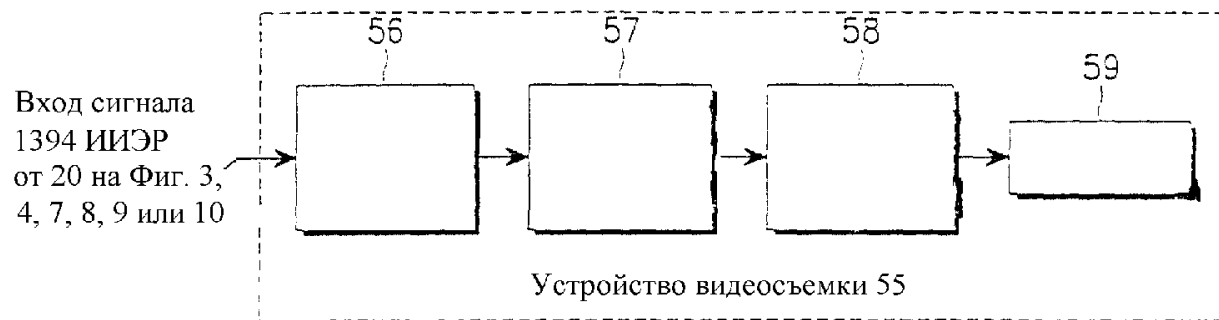 56
57
58
59
Вход сигнала
1394 ИИЭР
от 20 на Фиг. 3,
4, 7, 8, 9 или 10
Устройство видеосъемки 55